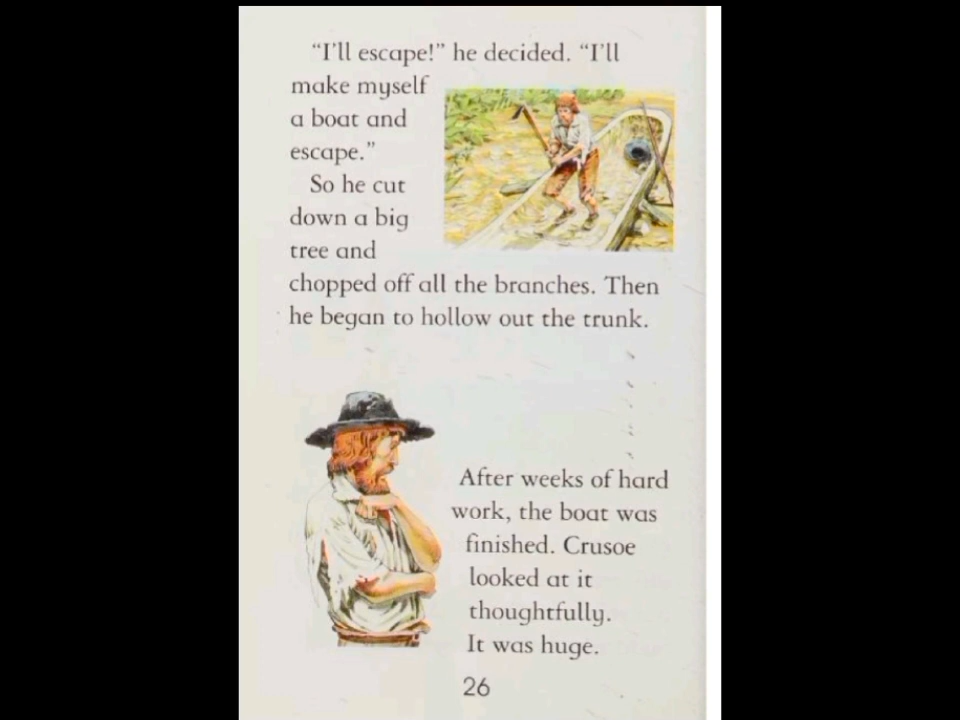 “I’ll escape!” he decided. “I’ll
make myself
a boat and
escape.”
So he cut
down a big
tree and
chopped off all the branches. Then
he began to hollow out the trunk.
After weeks of hard
work, the boat was
finished. Crusoe
looked at it
thoughtfully.
It was huge.
26